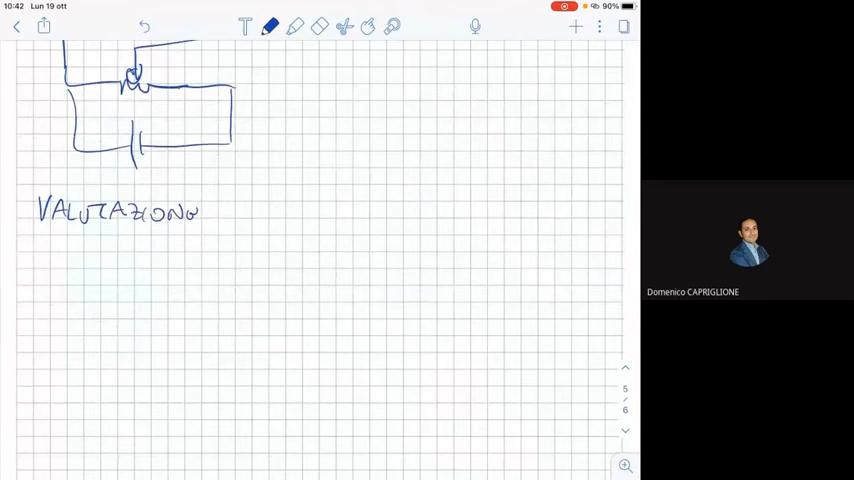 10:42 Lun 19 ott
90%
VALUTAZIONE
Domenico CAPRIGLIONE
5
6